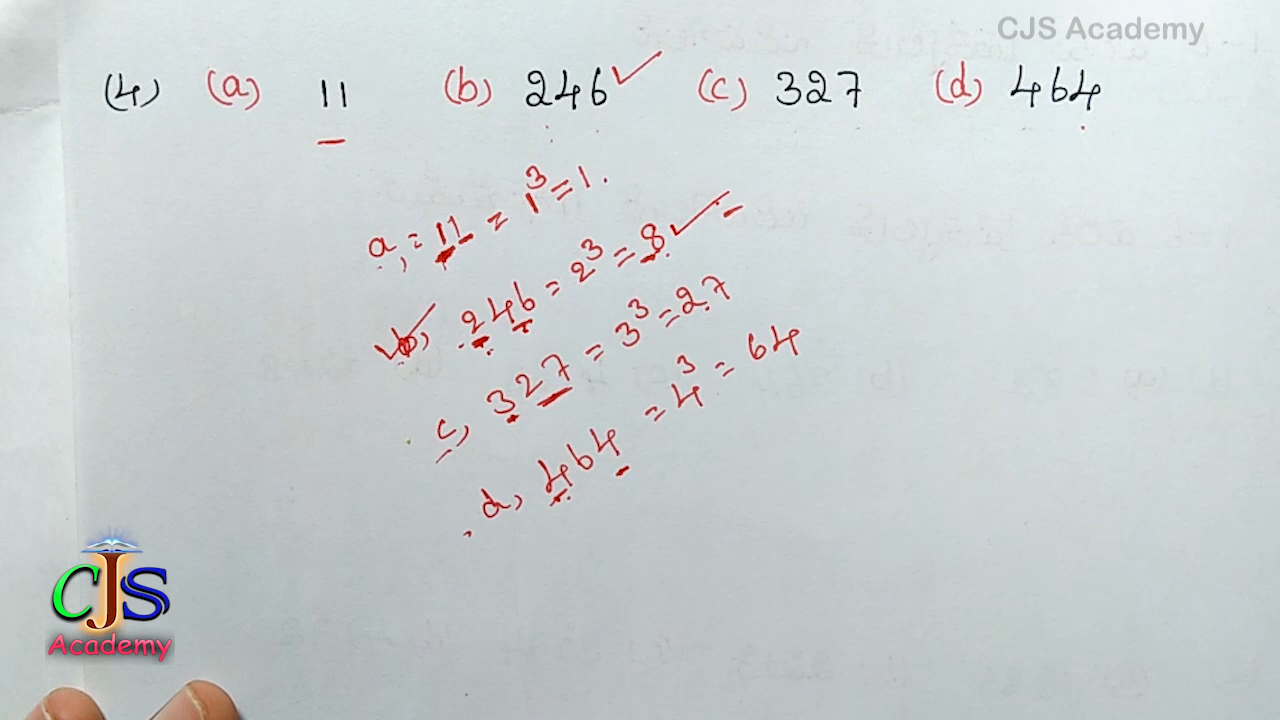 CJS Academy
(4) (a) 11 (b) 246 ✓ (c) 327 (d) 464
a, = 11 = 1³ = 1.
b, 246 = 2³ = 8 ✓
c, 327 = 3³ = 27
d, 464 = 4³ = 64
CJS
Academy